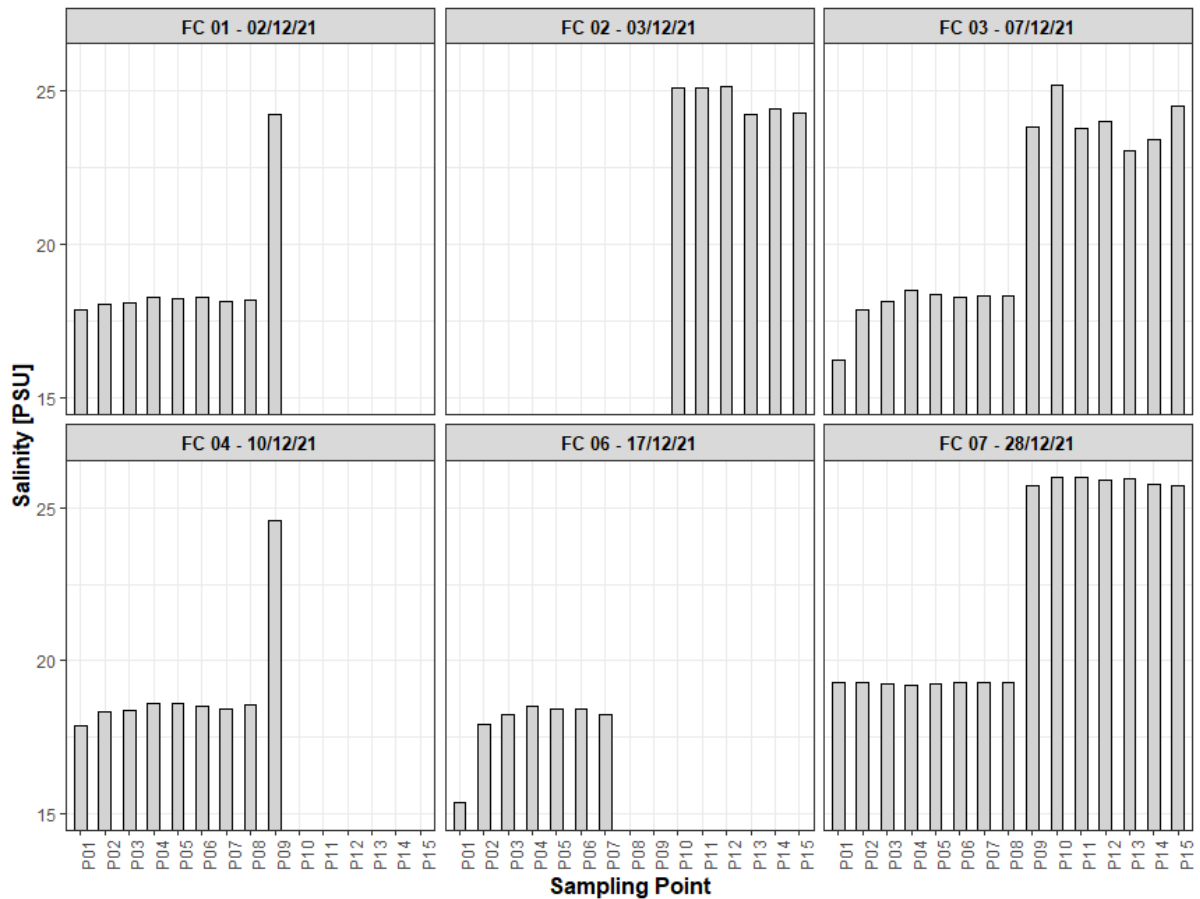 FC 01 - 02/12/21
FC 02 - 03/12/21
FC 03 - 07/12/21
25
20
15
FC 04 - 10/12/21
FC 06 - 17/12/21
FC 07 - 28/12/21
25
20
15
Salinity [PSU]
P01 P02 P03 P04 P05 P06 P07 P08 P09 P10 P11 P12 P13 P14 P15
P01 P02 P03 P04 P05 P06 P07 P08 P09 P10 P11 P12 P13 P14 P15
P01 P02 P03 P04 P05 P06 P07 P08 P09 P10 P11 P12 P13 P14 P15
Sampling Point